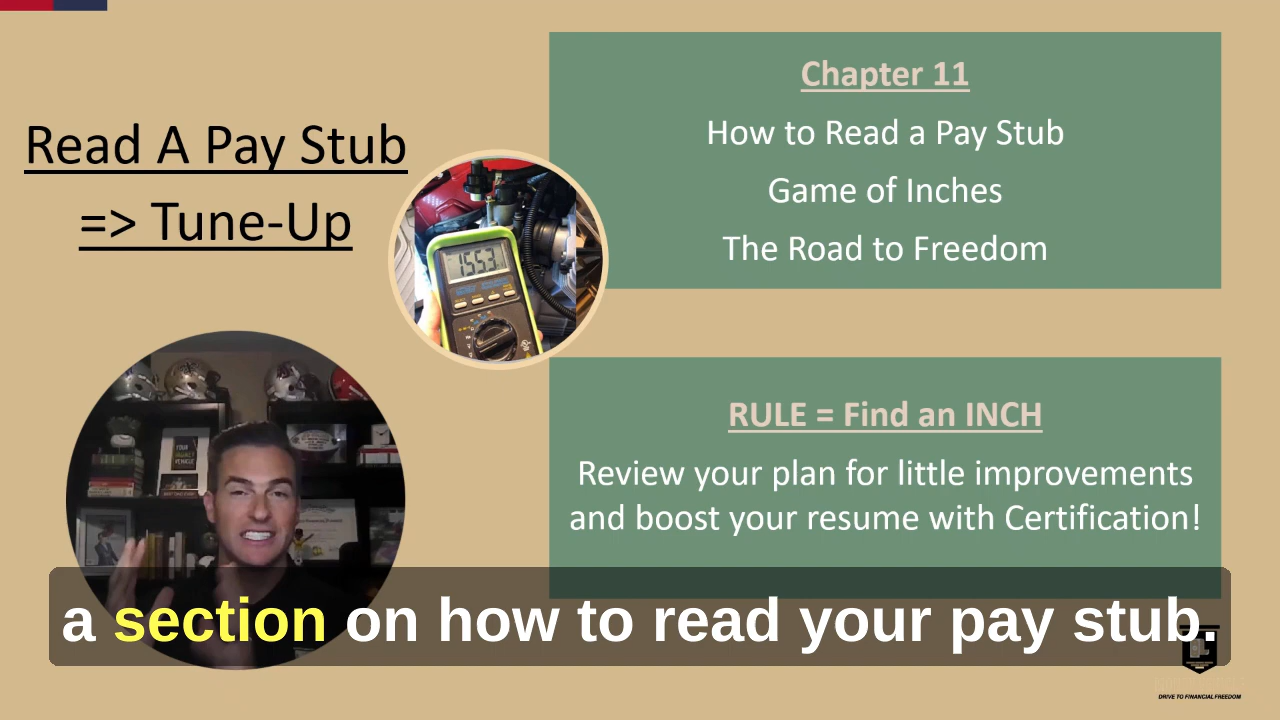 Read A Pay Stub
=> Tune-Up
Chapter 11
How to Read a Pay Stub
Game of Inches
The Road to Freedom
155.3
RULE = Find an INCH
Review your plan for little improvements
and boost your resume with Certification!
a section on how to read your pay stub.
DRIVE TO FINANCIAL FREEDOM